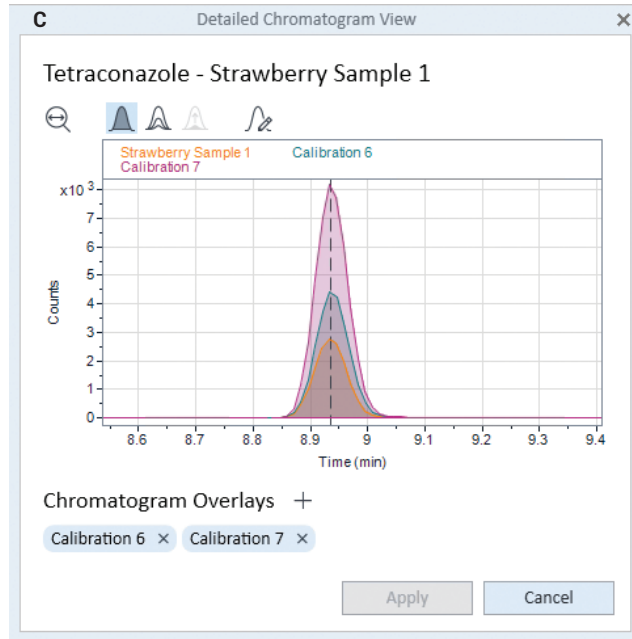 C
Detailed Chromatogram View
×
Tetraconazole - Strawberry Sample 1
Strawberry Sample 1 Calibration 6
Calibration 7
x10 3
7
6
5
4
3
2
1
0
Counts
8.6 8.7 8.8 8.9 9 9.1 9.2 9.3 9.4
Time (min)
Chromatogram Overlays +
Calibration 6 × Calibration 7 ×
Apply Cancel